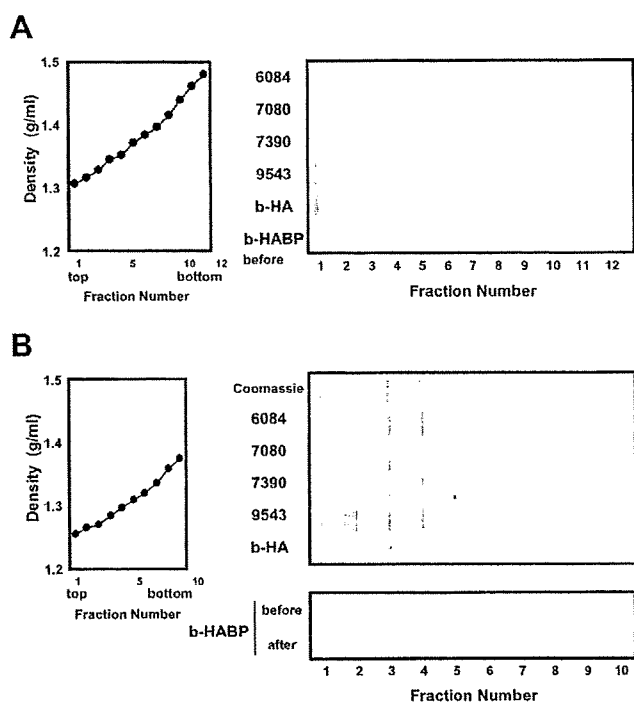 A
1.5
1.4
1.3
1.2
Density (g/ml)
1 5 10 12
top bottom
Fraction Number
6084
7080
7390
9543
b-HA
b-HABP
before
1 2 3 4 5 6 7 8 9 10 11 12
Fraction Number
B
1.5
1.4
1.3
1.2
Density (g/ml)
1 5 10
top bottom
Fraction Number
Coomassie
6084
7080
7390
9543
b-HA
b-HABP
before
after
1 2 3 4 5 6 7 8 9 10
Fraction Number